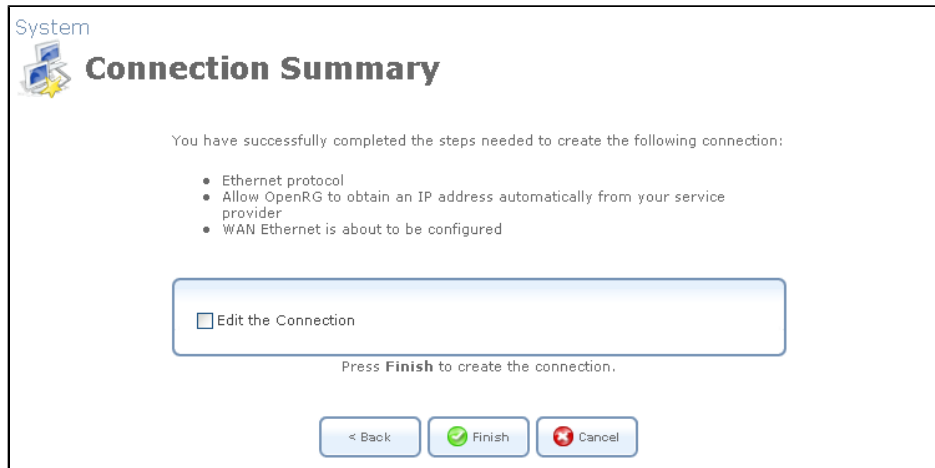 System
Connection Summary
You have successfully completed the steps needed to create the following connection:
Ethernet protocol
Allow OpenRG to obtain an IP address automatically from your service
provider
WAN Ethernet is about to be configured
Edit the Connection
Press Finish to create the connection.
< Back
Finish
Cancel